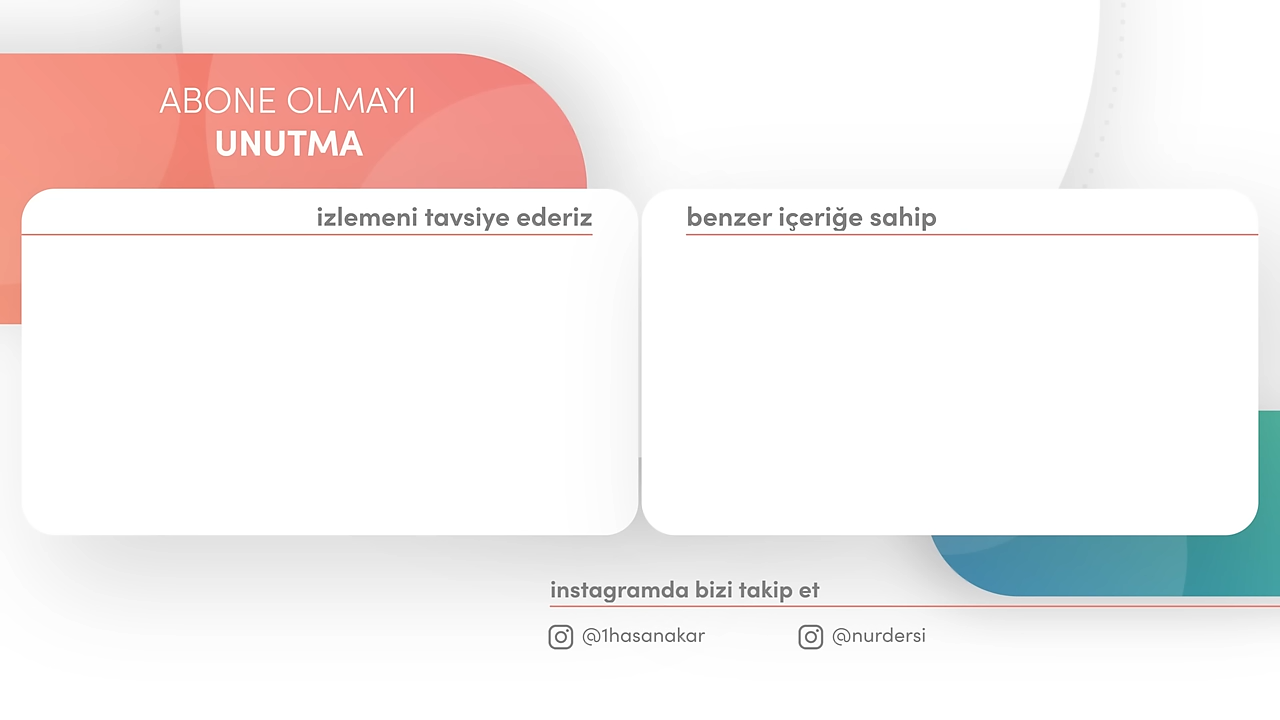 ABONE OLMAYI
UNUTMA
izlemeni tavsiye ederiz
benzer içeriğe sahip
instagramda bizi takip et
@1hasanakar
@nurdersi